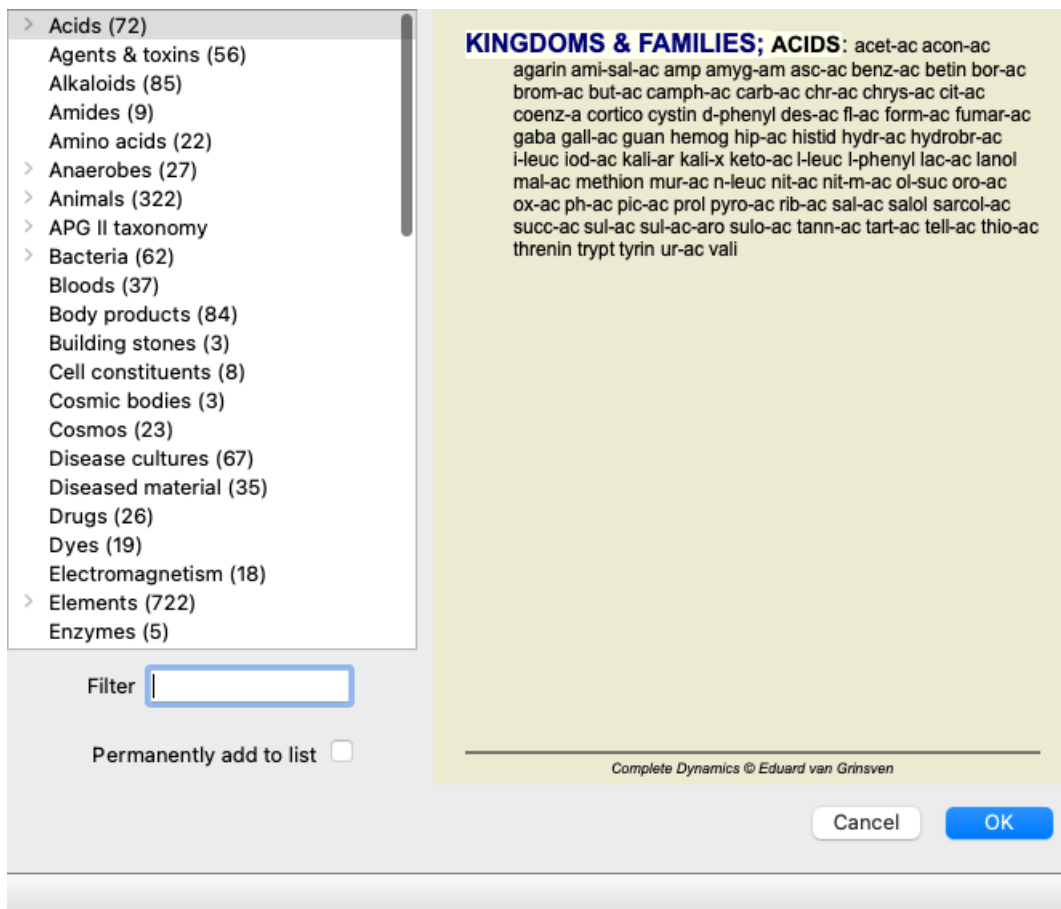 Acids (72)
Agents & toxins (56)
Alkaloids (85)
Amides (9)
Amino acids (22)
Anaerobes (27)
Animals (322)
APG II taxonomy
Bacteria (62)
Bloods (37)
Body products (84)
Building stones (3)
Cell constituents (8)
Cosmic bodies (3)
Cosmos (23)
Disease cultures (67)
Diseased material (35)
Drugs (26)
Dyes (19)
Electromagnetism (18)
Elements (722)
Enzymes (5)
Filter
Permanently add to list
KINGDOMS & FAMILIES; ACIDS: acet-ac acon-ac
agarin ami-sal-ac amp amyg-am asc-ac benz-ac betin bor-ac
brom-ac but-ac camph-ac carb-ac chr-ac chrys-ac cit-ac
coenz-a cortico cystin d-phenyl des-ac fl-ac form-ac fumar-ac
gaba gall-ac guan hemog hip-ac histid hydr-ac hydrobr-ac
i-leuc iod-ac kali-ar kali-x keto-ac l-leuc l-phenyl lac-ac lanol
mal-ac methion mur-ac n-leuc nit-ac nit-m-ac ol-suc oro-ac
ox-ac ph-ac pic-ac prol pyro-ac rib-ac sal-ac salol sarcol-ac
succ-ac sul-ac sul-ac-aro sulo-ac tann-ac tart-ac tell-ac thio-ac
threnin trypt tyrin ur-ac vali
Complete Dynamics © Eduard van Grinsven
Cancel
OK